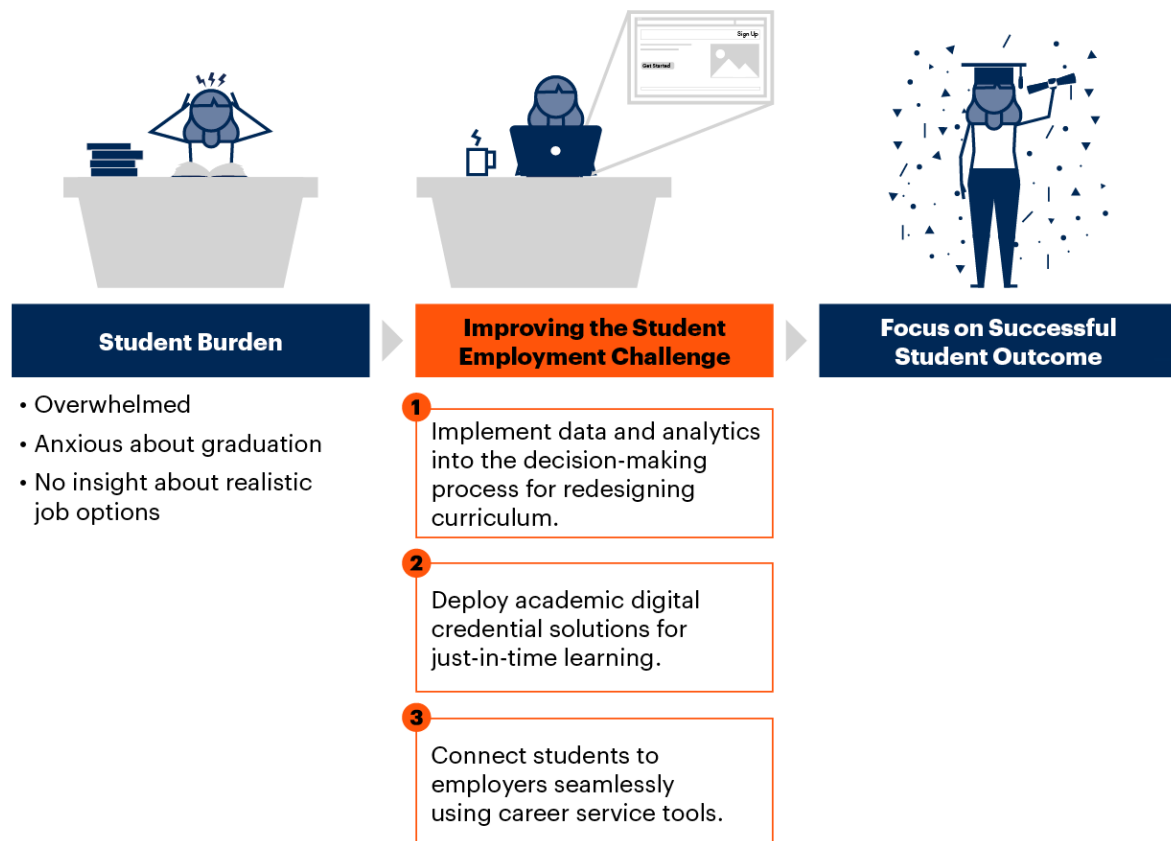 Sign Up
Get Started
Student Burden
• Overwhelmed
• Anxious about graduation
• No insight about realistic
job options
Improving the Student
Employment Challenge
1
Implement data and analytics
into the decision-making
process for redesigning
curriculum.
2
Deploy academic digital
credential solutions for
just-in-time learning.
3
Connect students to
employers seamlessly
using career service tools.
Focus on Successful
Student Outcome